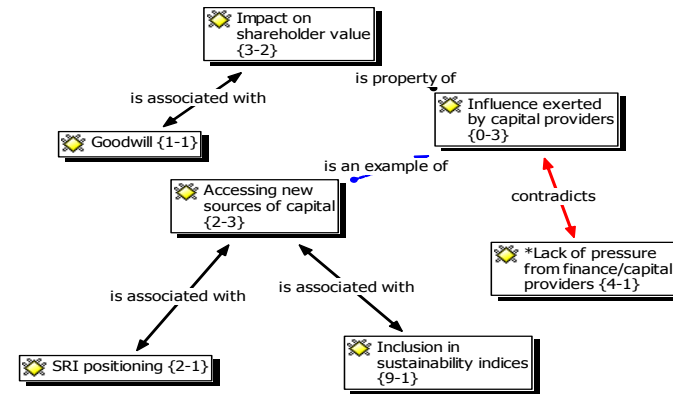 Impact on
shareholder value
{3-2}
is property of
is associated with
Influence exerted
by capital providers
{0-3}
Goodwill {1-1}
is an example of
Accessing new
sources of capital
{2-3}
contradicts
*Lack of pressure
from finance/capital
providers {4-1}
is associated with
is associated with
SRI positioning {2-1}
Inclusion in
sustainability indices
{9-1}